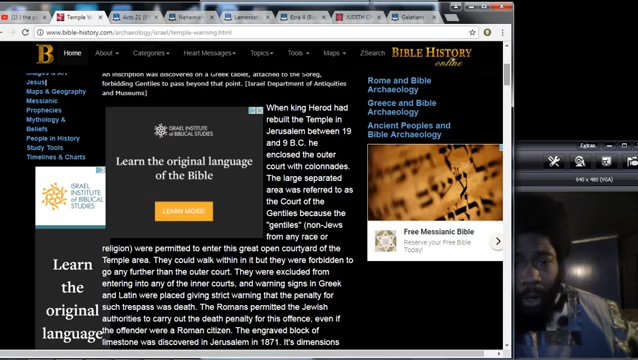 (1) the p
Temple V
Acts 21 (
Nehemiah
Lamentati
Ezra 4 (
JUDITH C
Galatians
www.bible-history.com/archaeology/israel/temple-warning.html
B
Home
About
Categories
Heart Messages
Topics
Tools
Maps
ZSearch
BIBLE HISTORY
online
Jesus
Maps & Geography
Messianic
Prophecies
Mythology &
Beliefs
People in History
Study Tools
Timelines & Charts
ISRAEL
INSTITUTE
OF BIBLICAL
STUDIES
Learn
the
original
language
An inscription was discovered on a Greek tablet, attached to the Soreg,
forbidding Gentiles to pass beyond that point. [Israel Department of Antiquities
and Museums]
ISRAEL INSTITUTE
OF BIBLICAL STUDIES
Learn the original language
of the Bible
LEARN MORE!
When king Herod had
rebuilt the Temple in
Jerusalem between 19
and 9 B.C. he
enclosed the outer
court with colonnades.
The large separated
area was referred to as
the Court of the
Gentiles because the
"gentiles" (non-Jews
from any race or
religion) were permitted to enter this great open courtyard of the
Temple area. They could walk within in but they were forbidden to
go any further than the outer court. They were excluded from
entering into any of the inner courts, and warning signs in Greek
and Latin were placed giving strict warning that the penalty for
such trespass was death. The Romans permitted the Jewish
authorities to carry out the death penalty for this offence, even if
the offender were a Roman citizen. The engraved block of
limestone was discovered in Jerusalem in 1871. It's dimensions
Rome and Bible
Archaeology
Greece and Bible
Archaeology
Ancient Peoples and
Bible Archaeology
Free Messianic Bible
Reserve your Free Bible
Today!
Extras
640 x 480 (VGA)